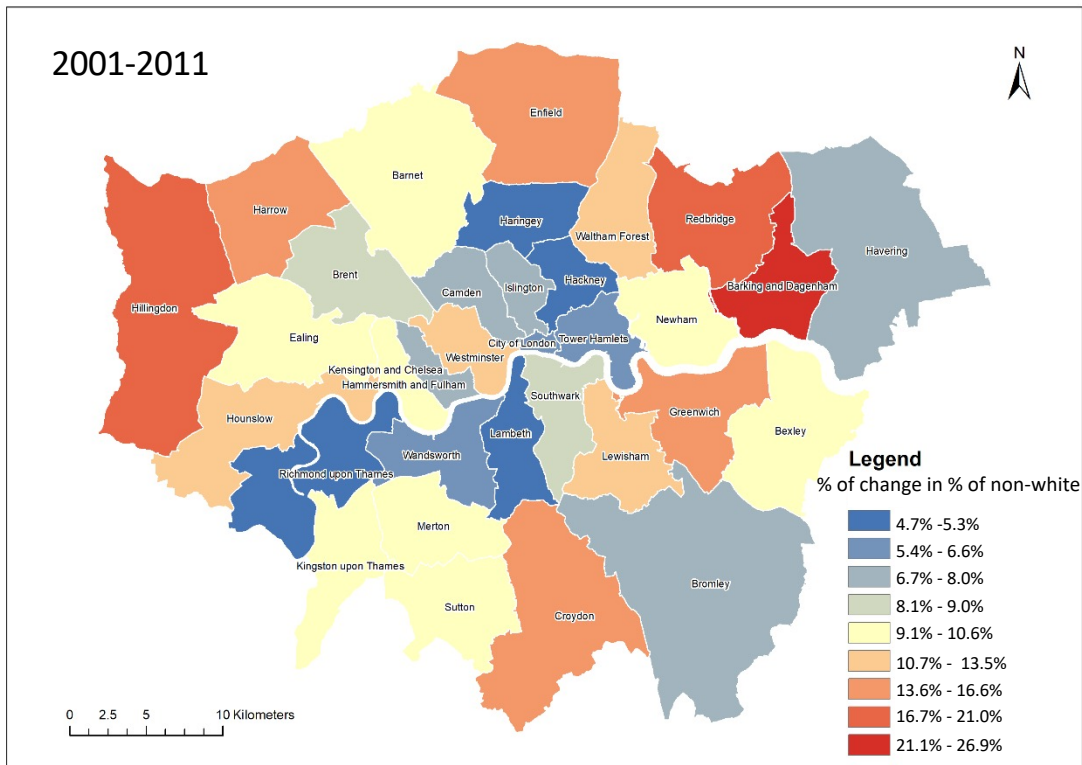 2001-2011
N
Enfield
Barnet
Harrow
Haringey
Waltham Forest
Redbridge
Havering
Brent
Hackney
Camden
Islington
Barking and Dagenham
Hillingdon
Newham
Ealing
City of London
Tower Hamlets
Westminster
Kensington and Chelsea
Hammersmith and Fulham
Southwark
Greenwich
Hounslow
Bexley
Lambeth
Wandsworth
Lewisham
Richmond upon Thames
Merton
Kingston upon Thames
Bromley
Sutton
Croydon
Legend
% of change in % of non-white
4.7% -5.3%
5.4% - 6.6%
6.7% - 8.0%
8.1% - 9.0%
9.1% - 10.6%
10.7% - 13.5%
13.6% - 16.6%
16.7% - 21.0%
21.1% - 26.9%
0 2.5 5 10 Kilometers